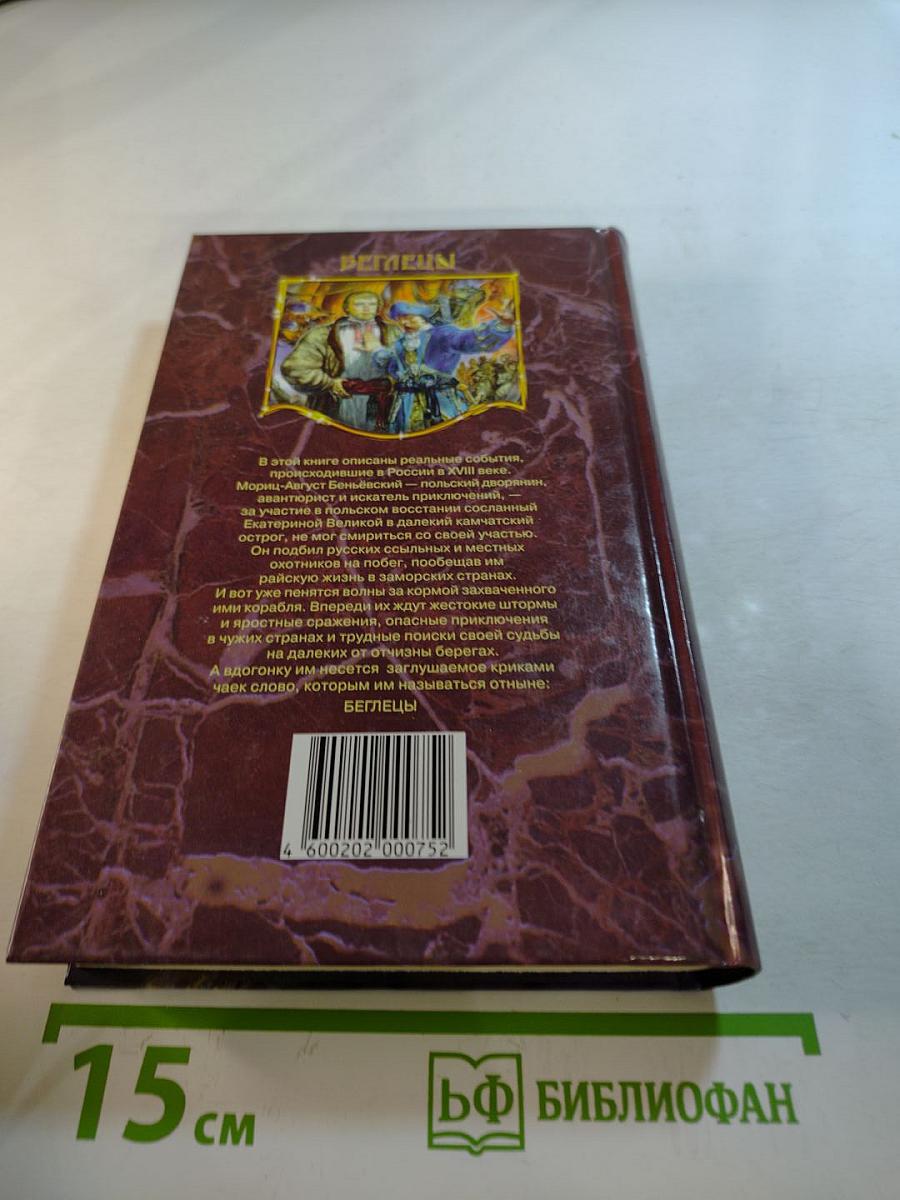 БЕГЛЕЦЫ
В этой книге описаны реальные события,
происходившие в России в XVIII веке.
Мориц-Август Беньёвский — польский дворянин,
авантюрист и искатель приключений, —
за участие в польском восстании сосланный
Екатериной Великой в далекий камчатский
острог, не мог смириться со своей участью.
Он подбил русских ссыльных и местных
охотников на побег, пообещав им
райскую жизнь в заморских странах.
И вот уже пенятся волны за кормой захваченного
ими корабля. Впереди их ждут жестокие штормы
и яростные сражения, опасные приключения
в чужих странах и трудные поиски своей судьбы
на далеких от отчизны берегах.
А вдогонку им несется заглушаемое криками
чаек слово, которым им называться отныне:
БЕГЛЕЦЫ
4 600202 000752
15 см
БФ БИБЛИОФАН